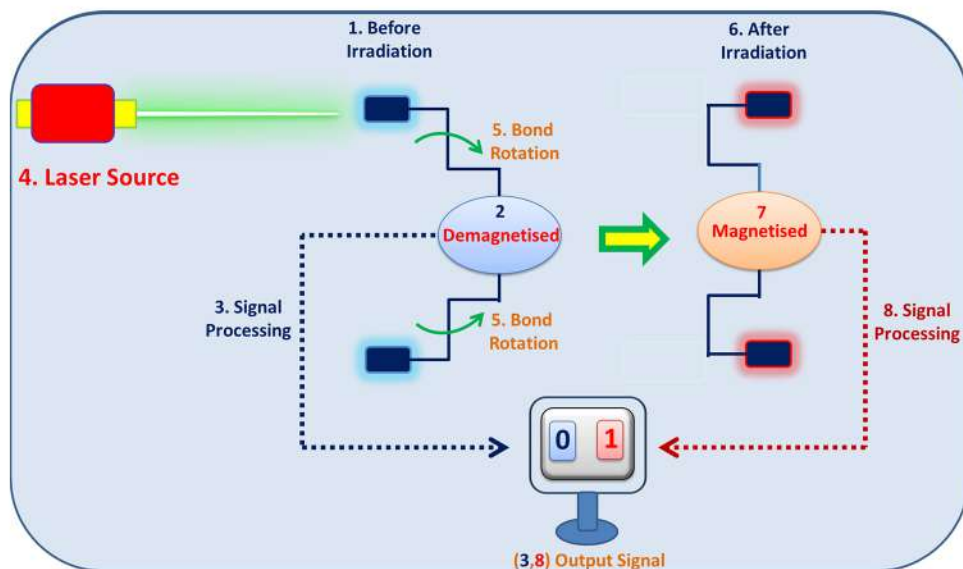 1. Before
Irradiation
6. After
Irradiation
4. Laser Source
5. Bond
Rotation
2
Demagnetised
7
Magnetised
3. Signal
Processing
5. Bond
Rotation
8. Signal
Processing
0 1
(3,8) Output Signal